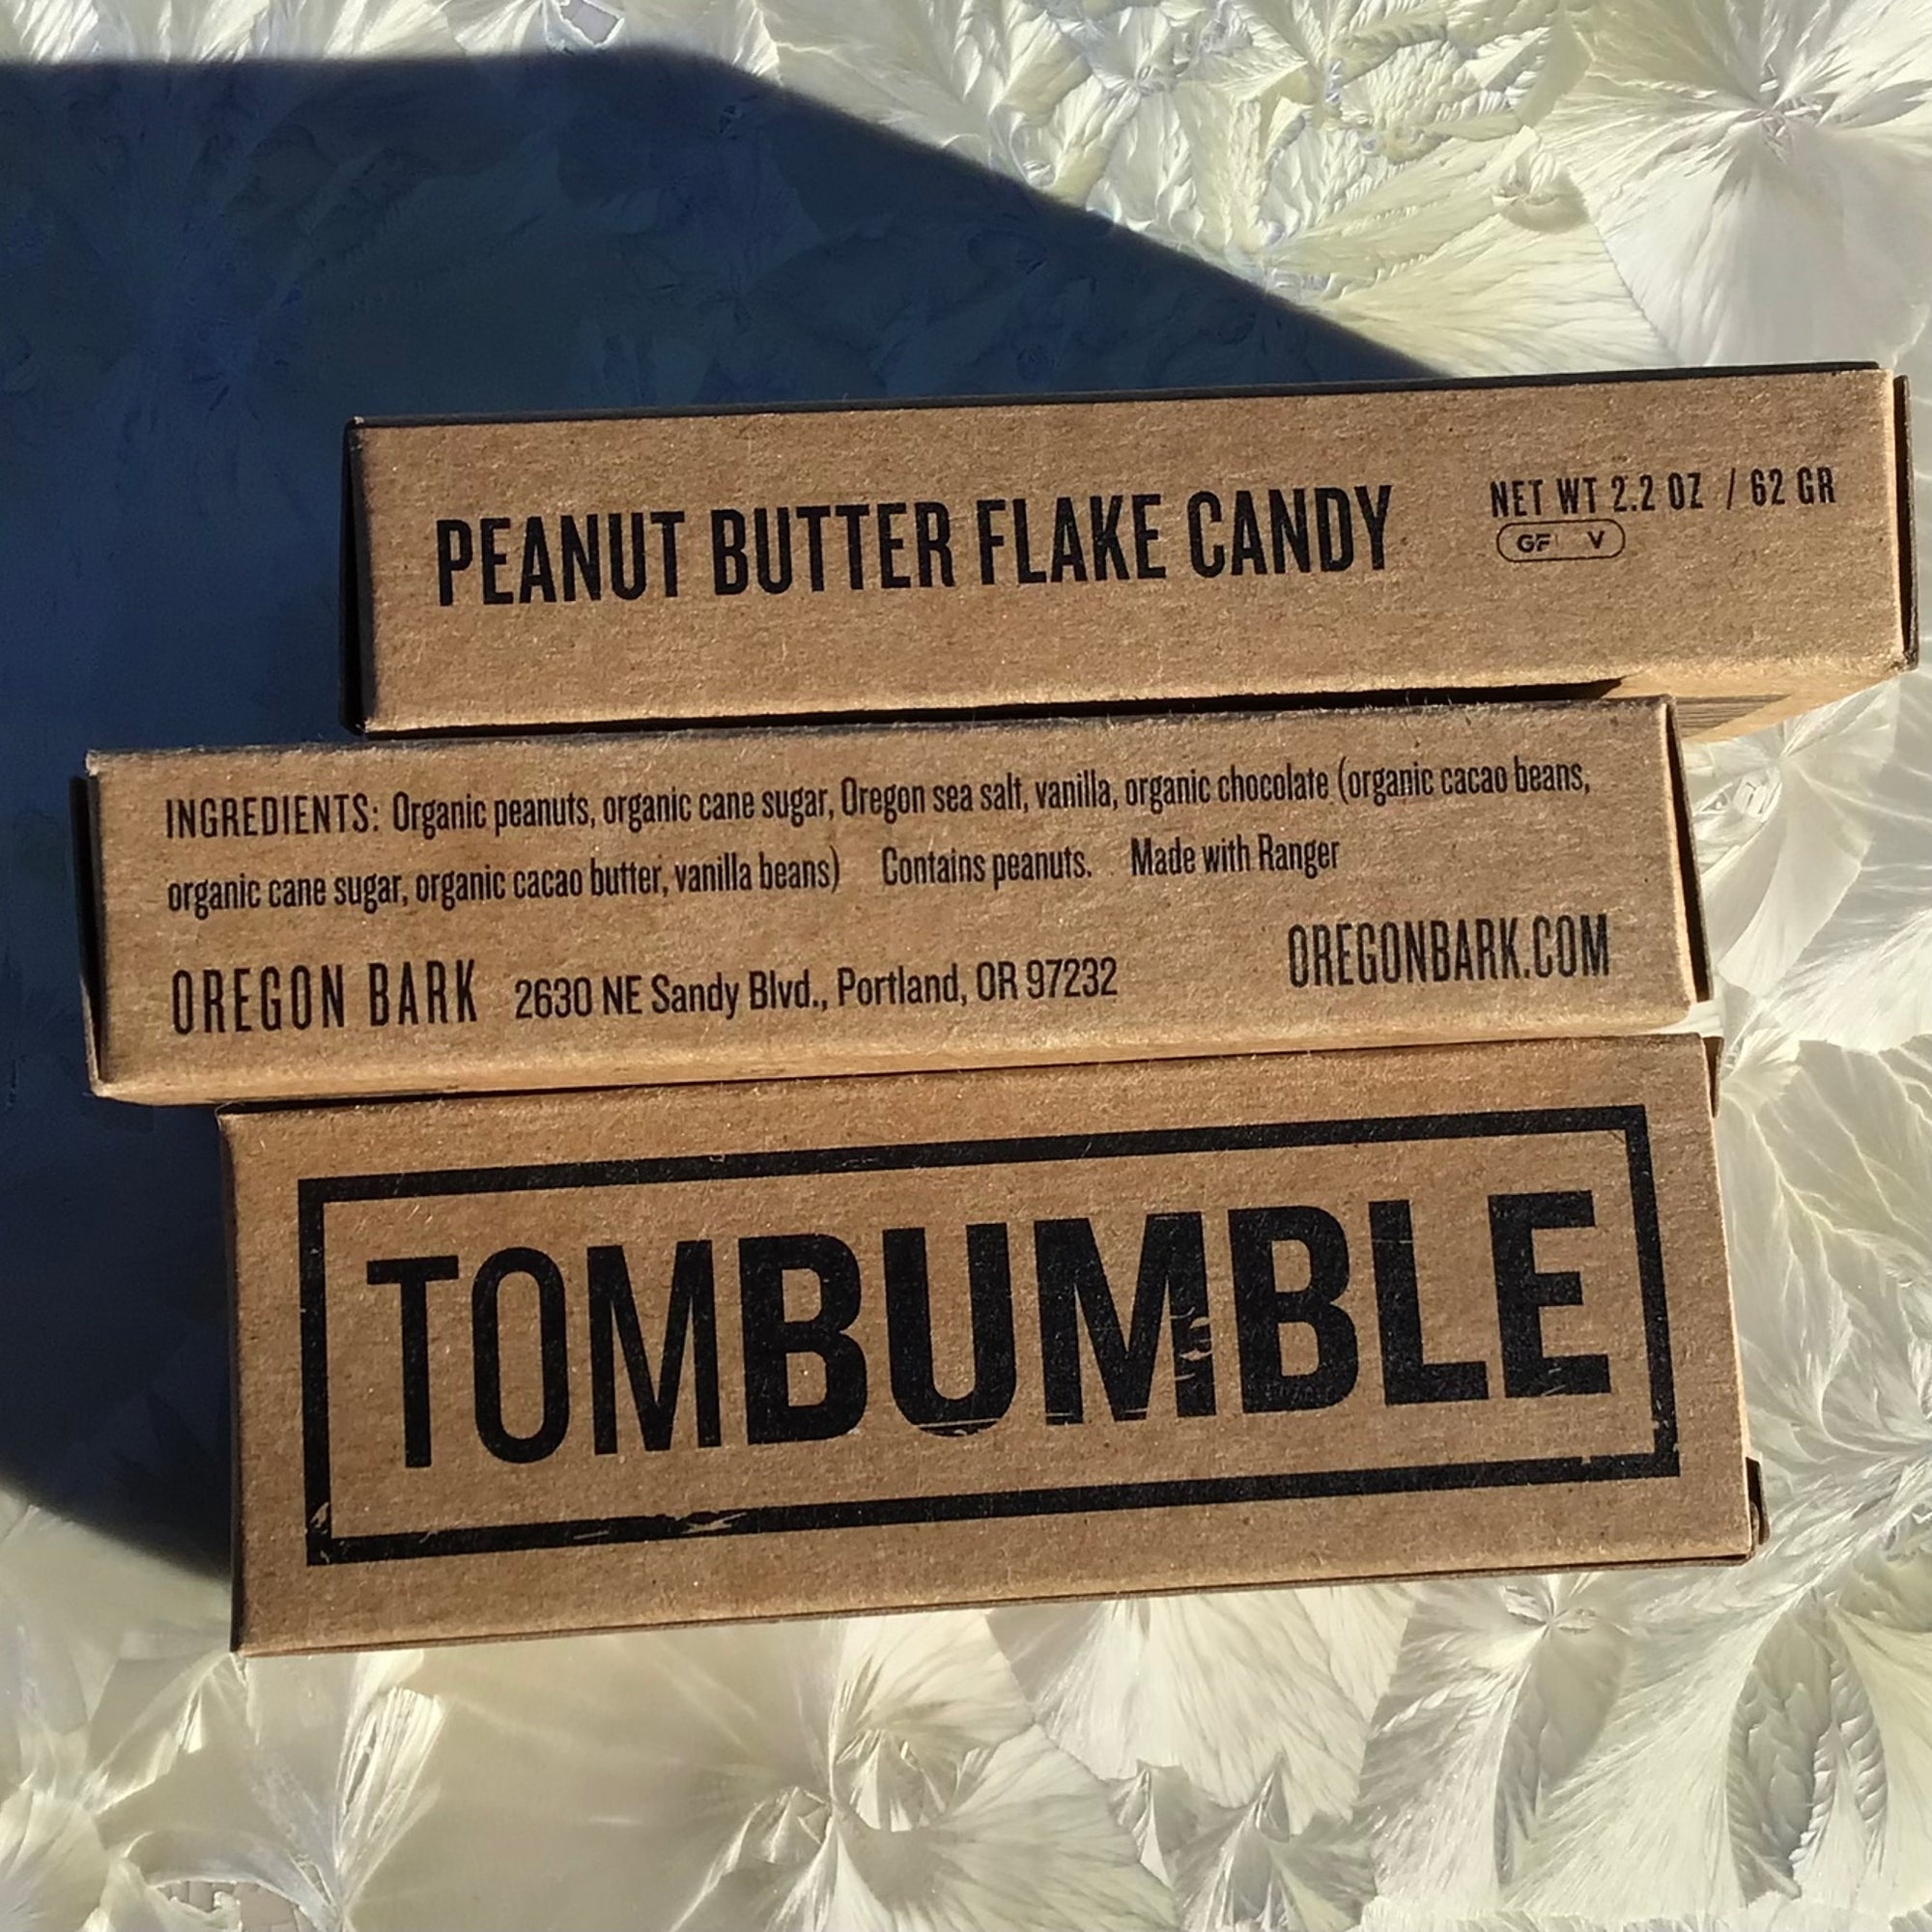 PEANUT BUTTER FLAKE CANDY
NET WT 2.2 OZ / 62 GR
GF V
INGREDIENTS: Organic peanuts, organic cane sugar, Oregon sea salt, vanilla, organic chocolate (organic cacao beans,
organic cane sugar, organic cacao butter, vanilla beans) Contains peanuts. Made with Ranger
OREGON BARK 2630 NE Sandy Blvd., Portland, OR 97232
OREGONBARK.COM
TOMBUMBLE